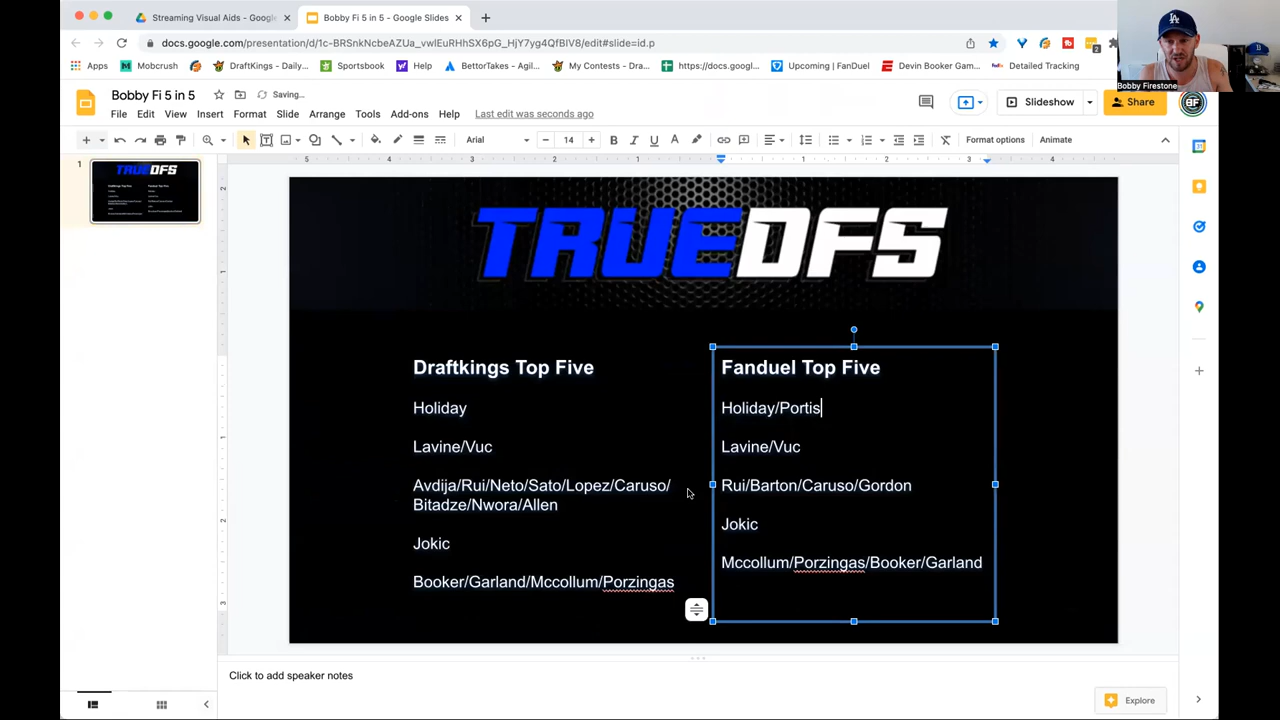 Streaming Visual Aids - Google
Bobby Fi 5 in 5 - Google Slides
docs.google.com/presentation/d/1c-BRSnkNcbeAZUa_vwlEuRHhSX6pG_HjY7yg4QfBIV8/edit#slide=id.p
Apps
Mobcrush
DraftKings - Daily...
Sportsbook
Help
BetterTakes - Agil...
My Contests - Dra...
https://docs.googl...
Upcoming | FanDuel
Devin Booker Gam...
Detailed Tracking
Bobby Firestone
Bobby Fi 5 in 5
Saving...
File Edit View Insert Format Slide Arrange Tools Add-ons Help
Last edit was seconds ago
Slideshow
Share
Arial
14
Format options
Animate
1
TRUEDFS
Draftkings Top Five
Holiday
Lavine/Vuc
Avdija/Rui/Neto/Sato/Lopez/Caruso/
Bitadze/Nwora/Allen
Jokic
Booker/Garland/Mccollum/Porzingas
Fanduel Top Five
Holiday/Portis
Lavine/Vuc
Rui/Barton/Caruso/Gordon
Jokic
Mccollum/Porzingas/Booker/Garland
Click to add speaker notes
Explore